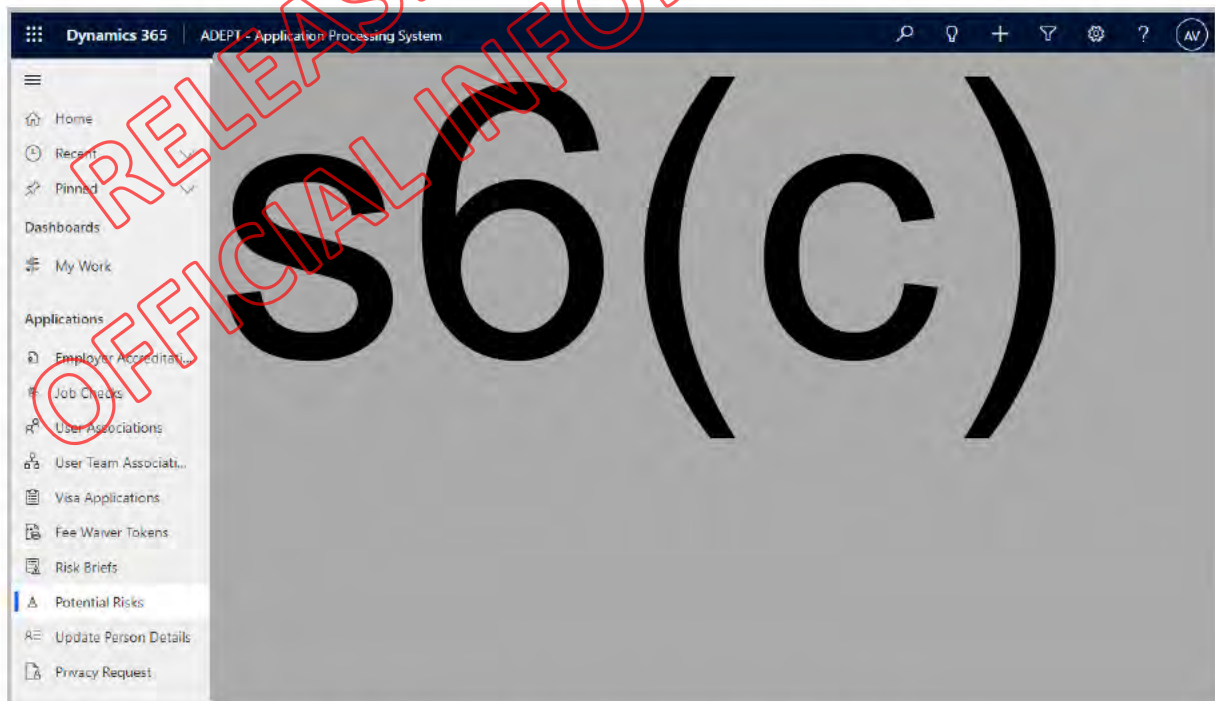 Dynamics 365 ADEPT - Application Processing System ? AV
Home
Recent
Pinned
Dashboards
My Work
Applications
Employer Accreditati...
Job Checks
User Associations
User Team Associati...
Visa Applications
Fee Waiver Tokens
Risk Briefs
Potential Risks
Update Person Details
Privacy Request
s6(c)
RELEAS
OFFICIAL INFO